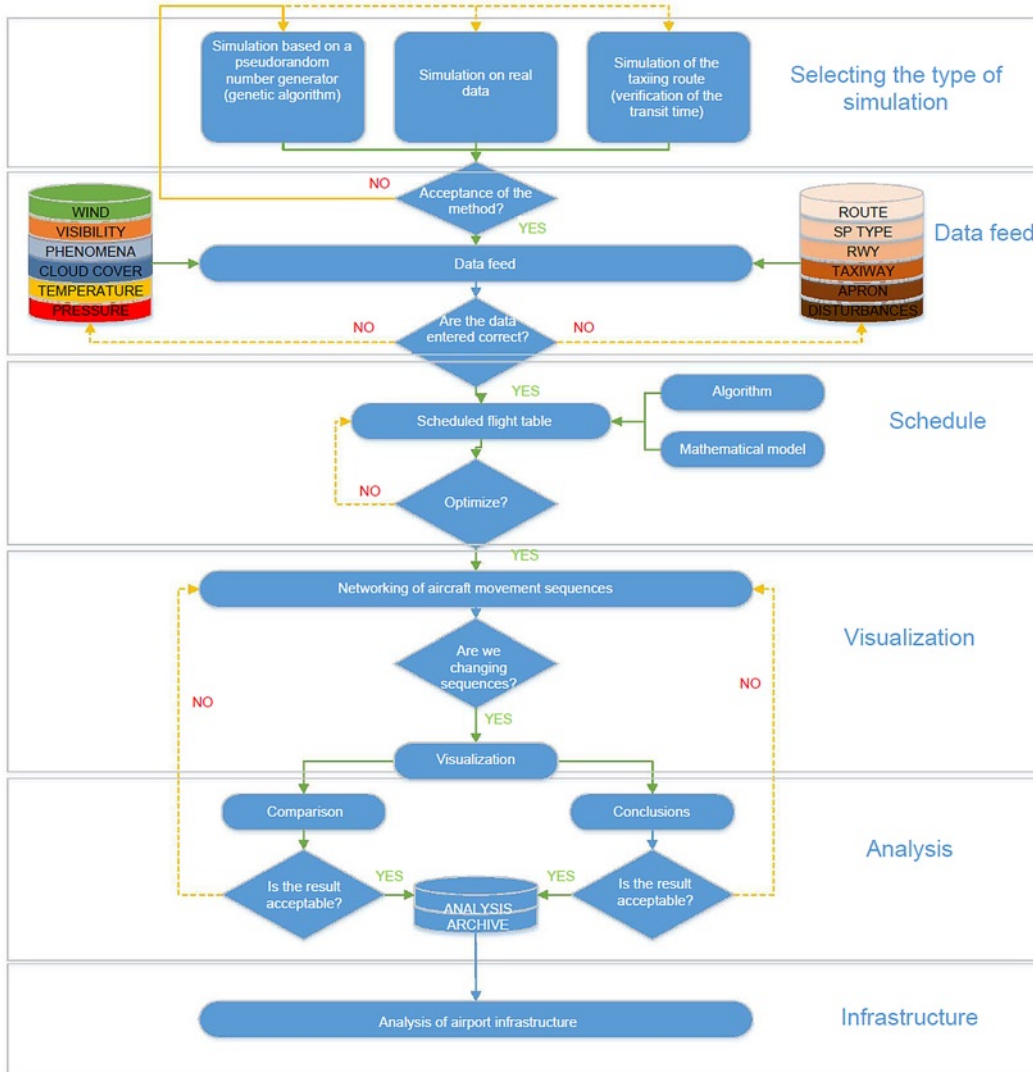 Simulation based on a
pseudorandom
number generator
(genetic algorithm)
Simulation on real
data
Simulation of the
taxiing route
(verification of the
transit time)
Selecting the type of
simulation
NO
Acceptance of the
method?
YES
WIND
VISIBILITY
PHENOMENA
CLOUD COVER
TEMPERATURE
PRESSURE
Data feed
ROUTE
SP TYPE
RWY
TAXIWAY
APRON
DISTURBANCES
Data feed
NO
Are the data
entered correct?
NO
YES
Scheduled flight table
Algorithm
Mathematical model
Schedule
NO
Optimize?
YES
Networking of aircraft movement sequences
Are we
changing
sequences?
Visualization
NO
NO
YES
Visualization
Comparison
Conclusions
Analysis
Is the result
acceptable?
YES
ANALYSIS
ARCHIVE
YES
Is the result
acceptable?
Analysis of airport infrastructure
Infrastructure